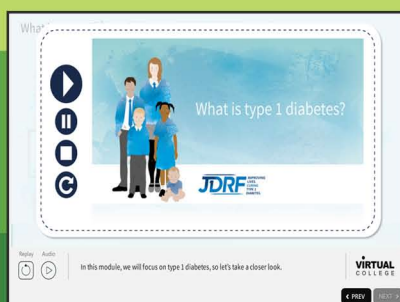 What
What is type 1 diabetes?
JDRF IMPROVING
LIVES.
CURING
TYPE 1
DIABETES.
Replay Audio
In this module, we will focus on type 1 diabetes, so let's take a closer look.
VIRTUAL
COLLEGE
< PREV NEXT >